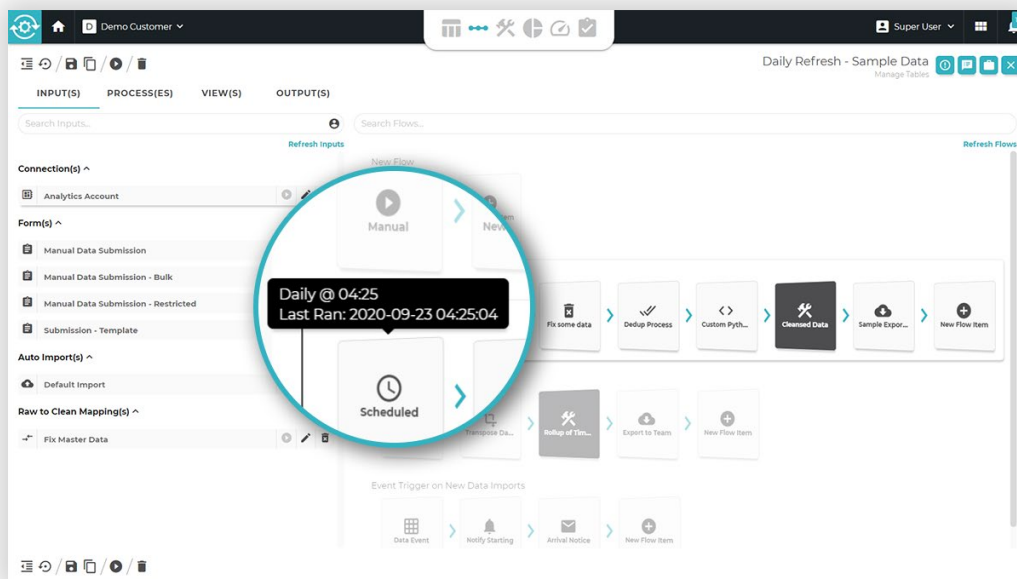 D Demo Customer
Super User
Daily Refresh - Sample Data
Manage Tables
INPUT(S) PROCESS(ES) VIEW(S) OUTPUT(S)
Search Inputs...
Search Flows...
Refresh Inputs
Refresh Flows
Connection(s)
Analytics Account
Form(s)
Manual Data Submission
Manual Data Submission - Bulk
Manual Data Submission - Restricted
Submission - Template
Auto Import(s)
Default Import
Raw to Clean Mapping(s)
Fix Master Data
New Flow
Manual
New
Daily @ 04:25
Last Ran: 2020-09-23 04:25:04
Scheduled
Fix some data
Dedup Process
Custom Pyth...
Cleansed Data
Sample Expor...
New Flow Item
Transpose Da...
Rollup of Tim...
Export to Team
New Flow Item
Event Trigger on New Data Imports
Data Event
Notify Starting
Arrival Notice
New Flow Item